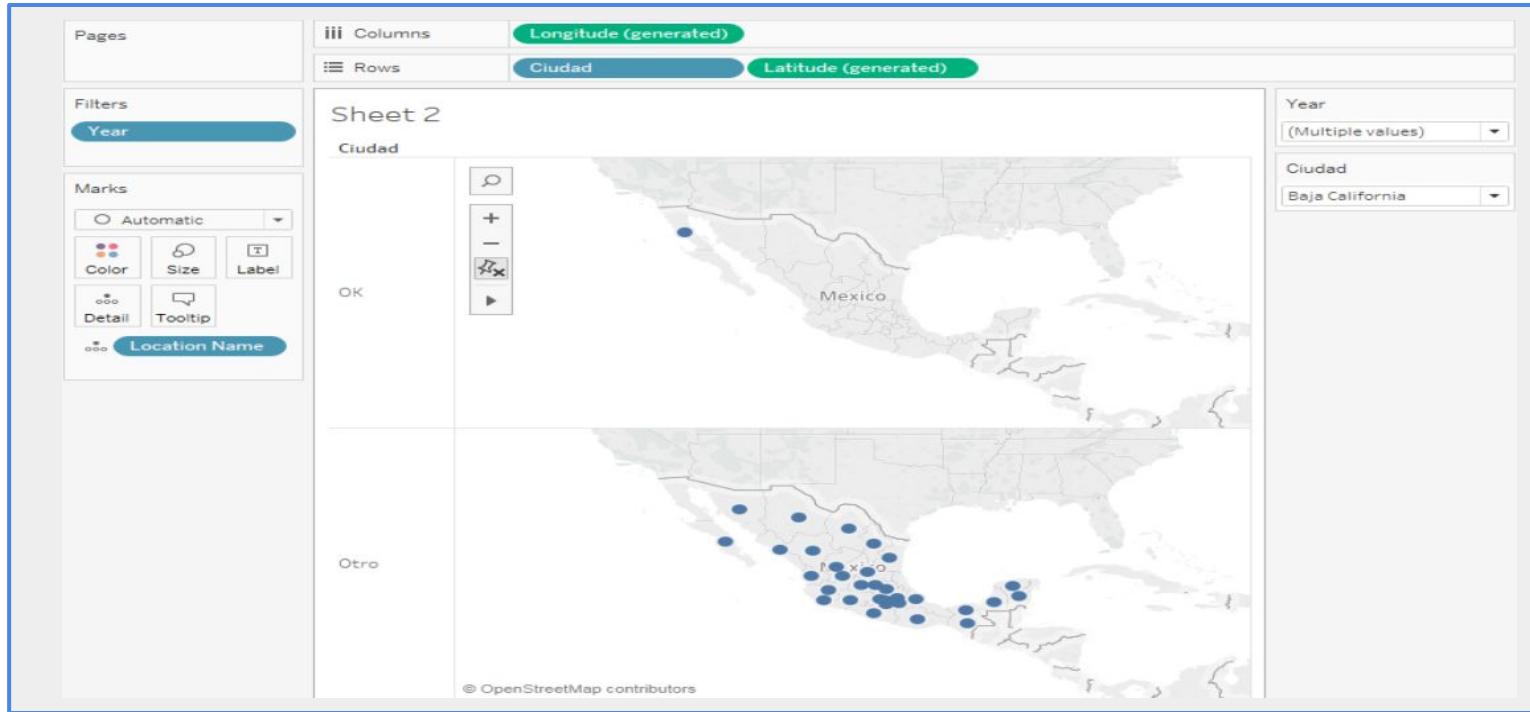 Pages
iii Columns
Longitude (generated)
Rows
Ciudad
Latitude (generated)
Filters
Year
Marks
Automatic
Color
Size
Label
Detail
Tooltip
Location Name
Sheet 2
Ciudad
OK
Mexico
Otro
Mexico
© OpenStreetMap contributors
Year
(Multiple values)
Ciudad
Baja California